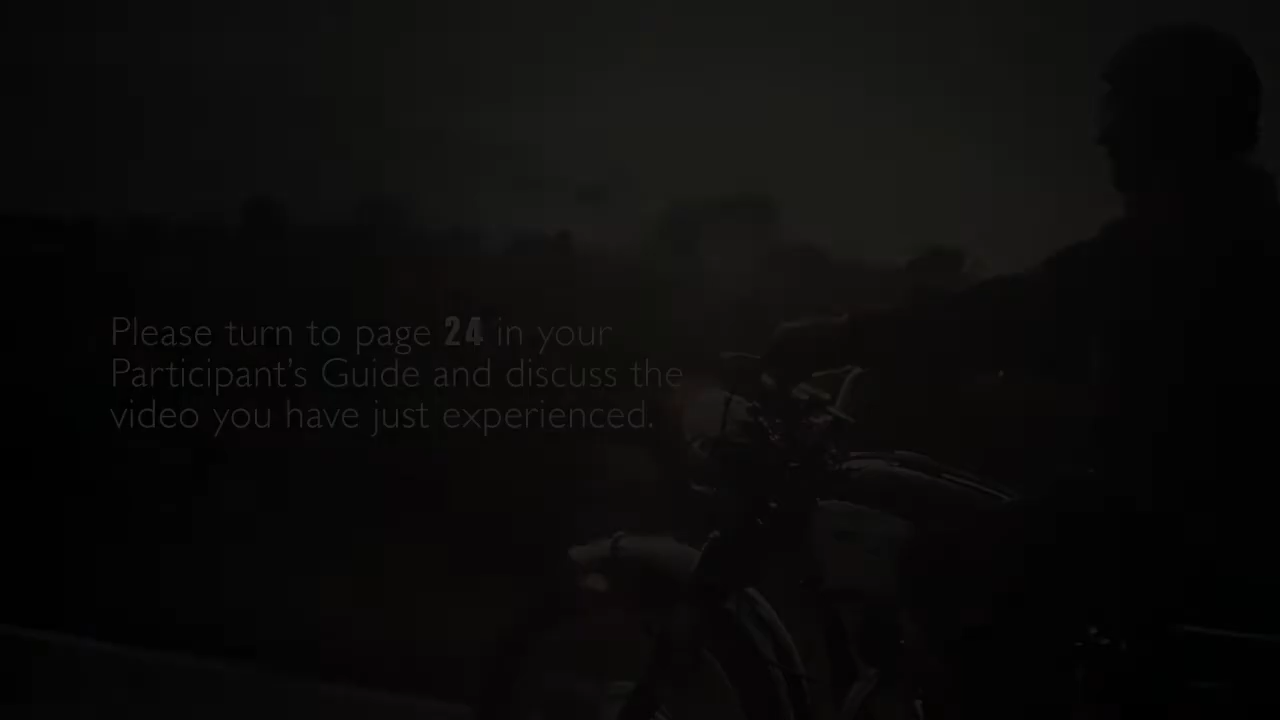 Please turn to page 24 in your
Participant's Guide and discuss the
video you have just experienced.